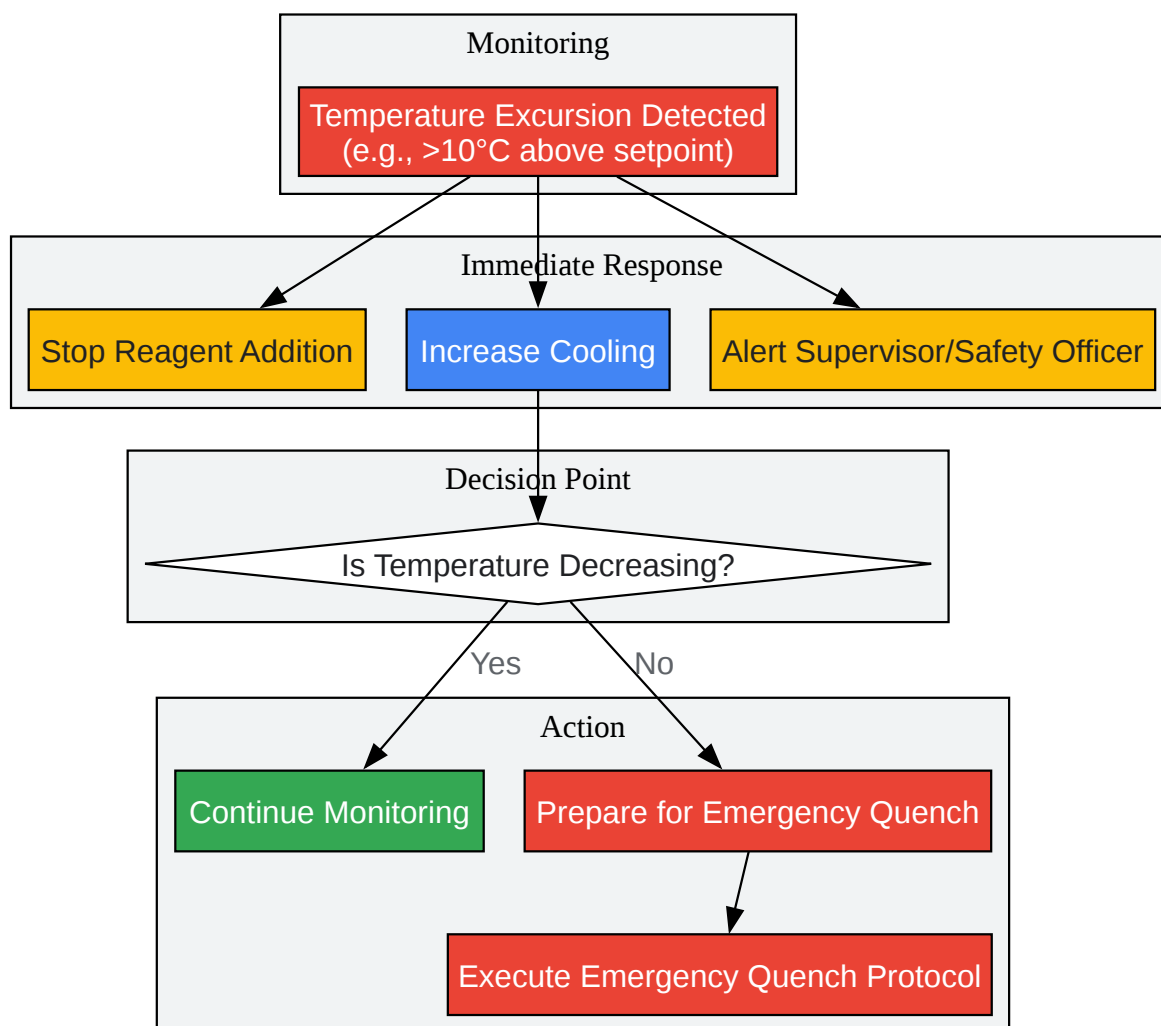 Monitoring
Temperature Excursion Detected
(e.g., >10°C above setpoint)
Immediate Response
Stop Reagent Addition
Increase Cooling
Alert Supervisor/Safety Officer
Decision Point
Is Temperature Decreasing?
Yes
No
Action
Continue Monitoring
Prepare for Emergency Quench
Execute Emergency Quench Protocol